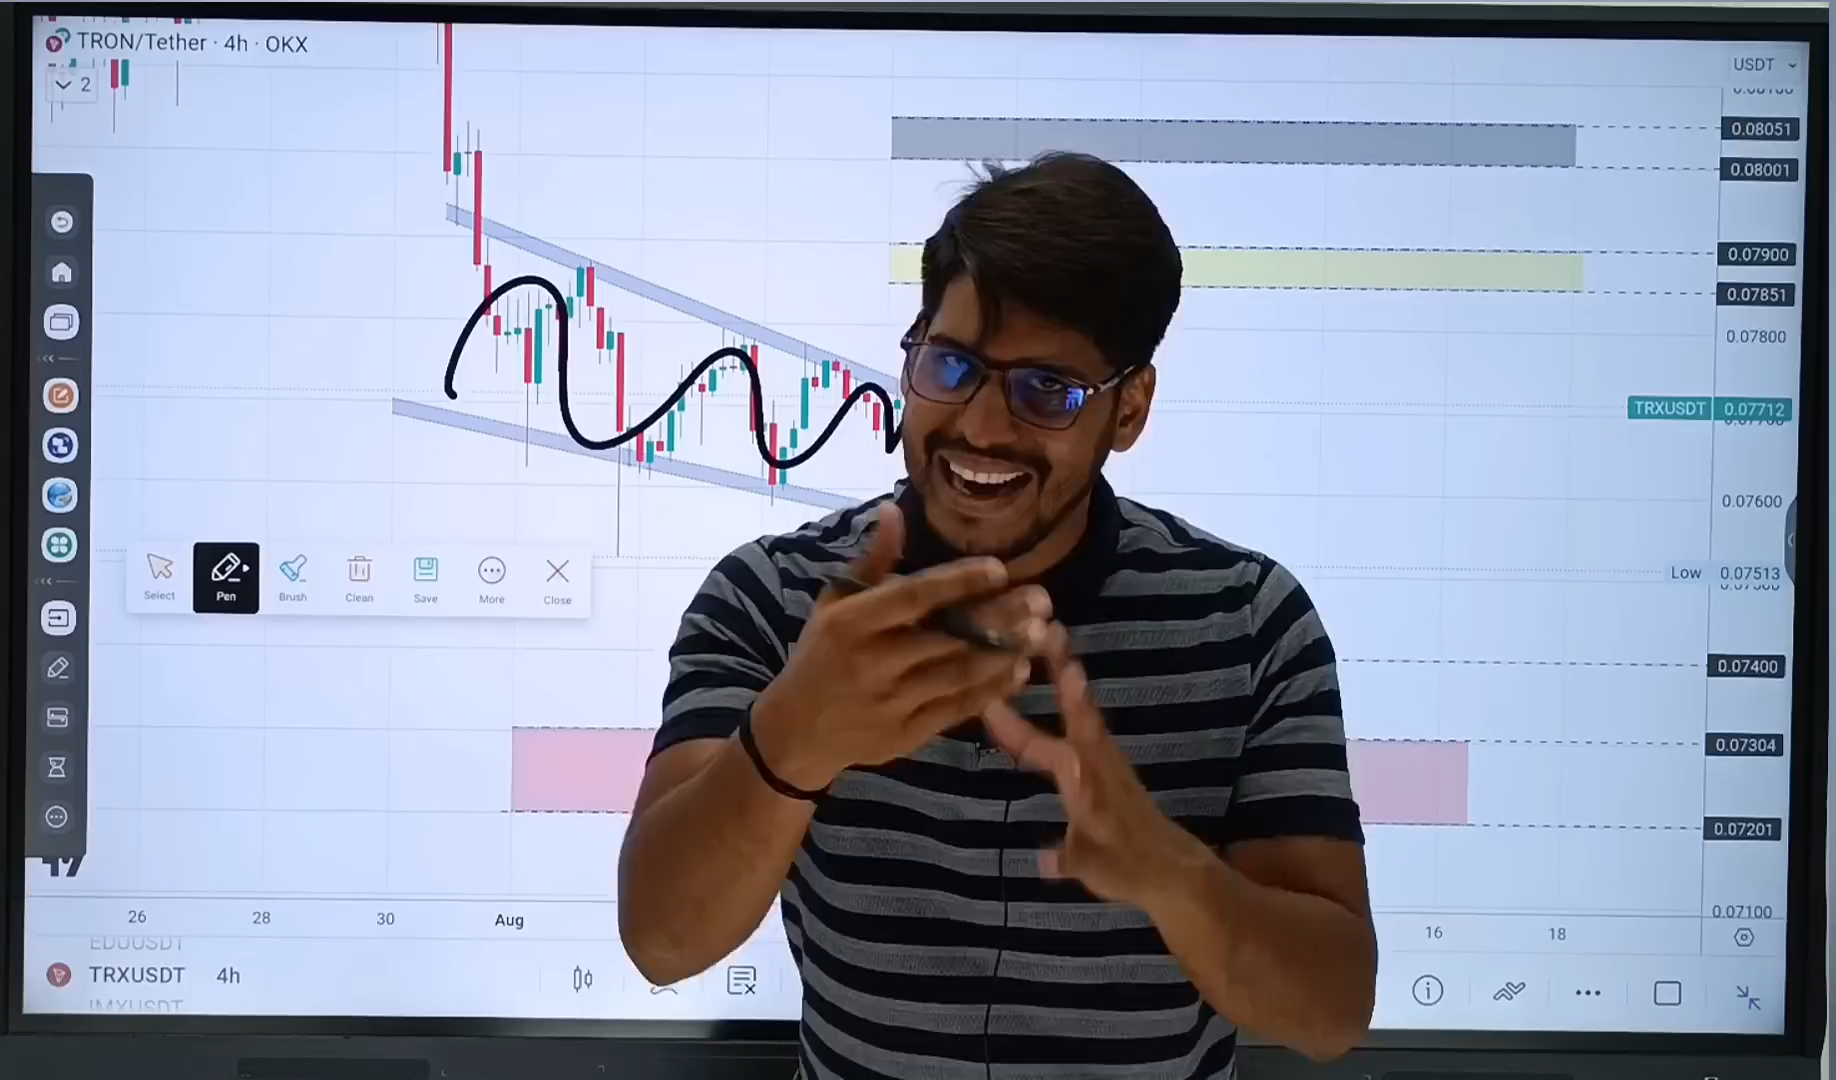 TRON/Tether · 4h · OKX
USDT
2
0.08051
0.08001
0.07900
0.07851
0.07800
TRXUSDT 0.07712
0.07600
Low 0.07513
0.07400
0.07304
0.07201
0.07100
Select Pen Brush Clean Save More Close
26 28 30 Aug 16 18
EDUUSDT
TRXUSDT 4h
IMXUSDT